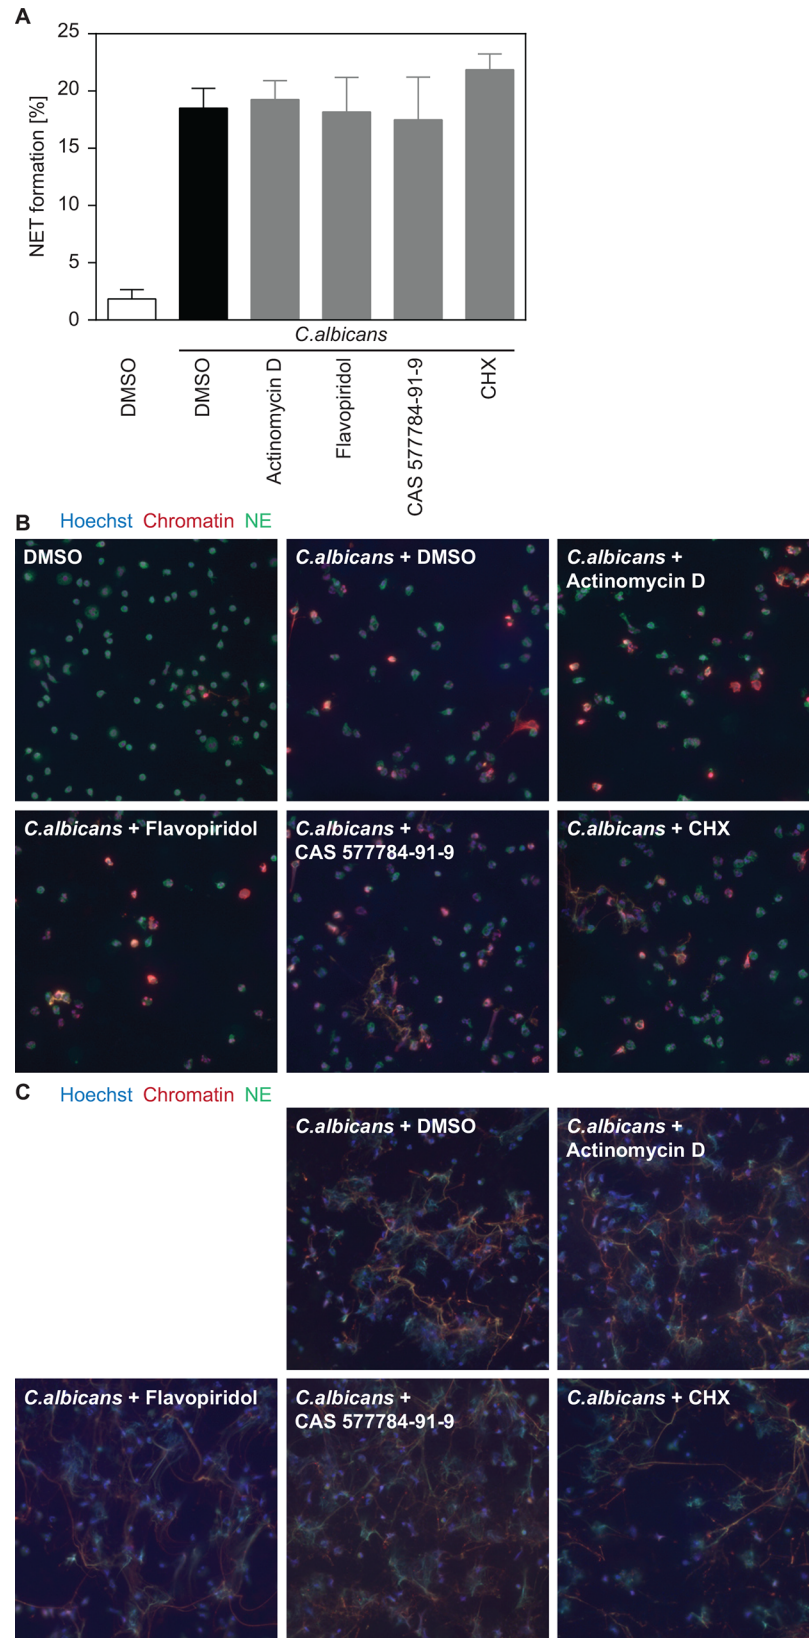 A
25
20
15
10
5
0
NET formation [%]
C.albicans
DMSO
DMSO
Actinomycin D
Flavopiridol
CAS 577784-91-9
CHX
B
Hoechst Chromatin NE
DMSO
C.albicans + DMSO
C.albicans +
Actinomycin D
C.albicans + Flavopiridol
C.albicans +
CAS 577784-91-9
C.albicans + CHX
C
Hoechst Chromatin NE
C.albicans + DMSO
C.albicans +
Actinomycin D
C.albicans + Flavopiridol
C.albicans +
CAS 577784-91-9
C.albicans + CHX